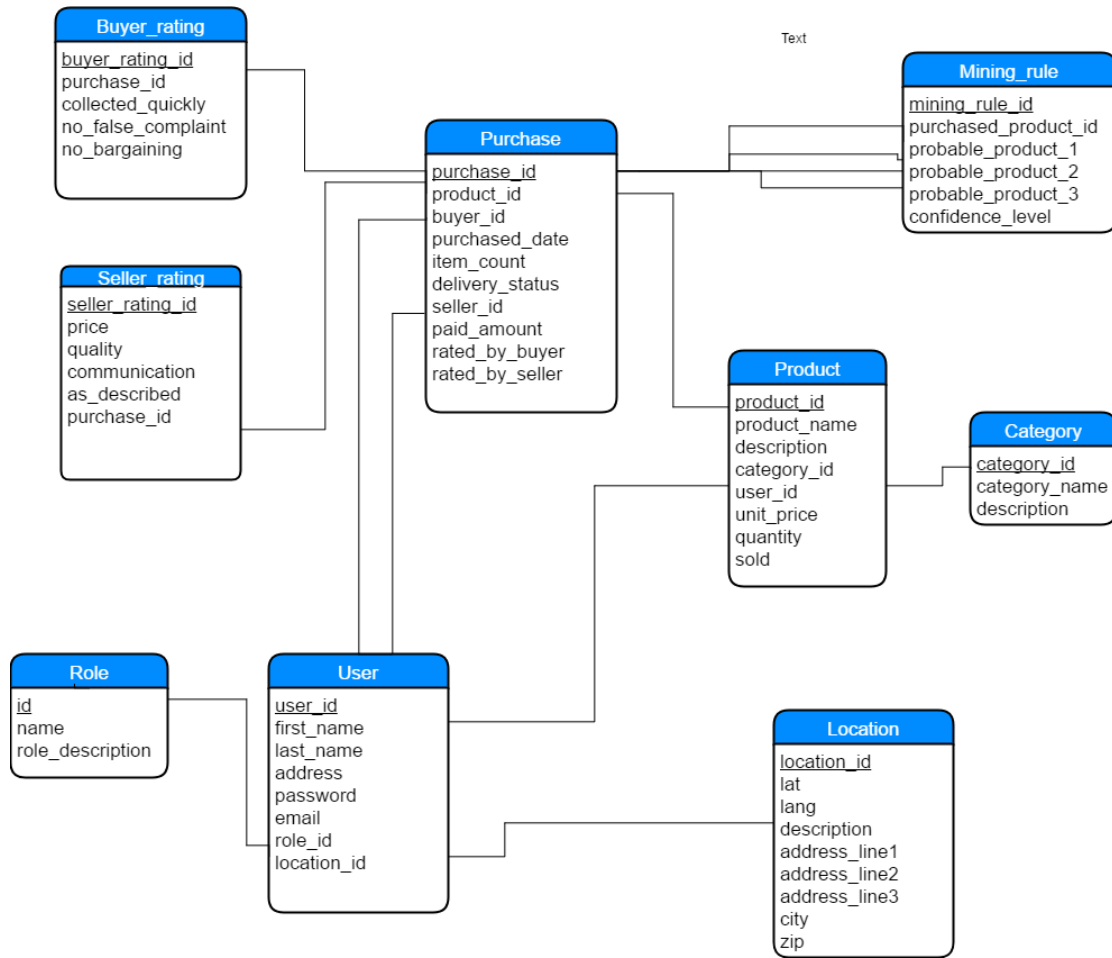 Buyer_rating
buyer_rating_id
purchase_id
collected_quickly
no_false_complaint
no_bargaining
Text
Mining_rule
mining_rule_id
purchased_product_id
probable_product_1
probable_product_2
probable_product_3
confidence_level
Purchase
purchase_id
product_id
buyer_id
purchased_date
item_count
delivery_status
seller_id
paid_amount
rated_by_buyer
rated_by_seller
Seller_rating
seller_rating_id
price
quality
communication
as_described
purchase_id
Product
product_id
product_name
description
category_id
user_id
unit_price
quantity
sold
Category
category_id
category_name
description
Role
id
name
role_description
User
user_id
first_name
last_name
address
password
email
role_id
location_id
Location
location_id
lat
lang
description
address_line1
address_line2
address_line3
city
zip